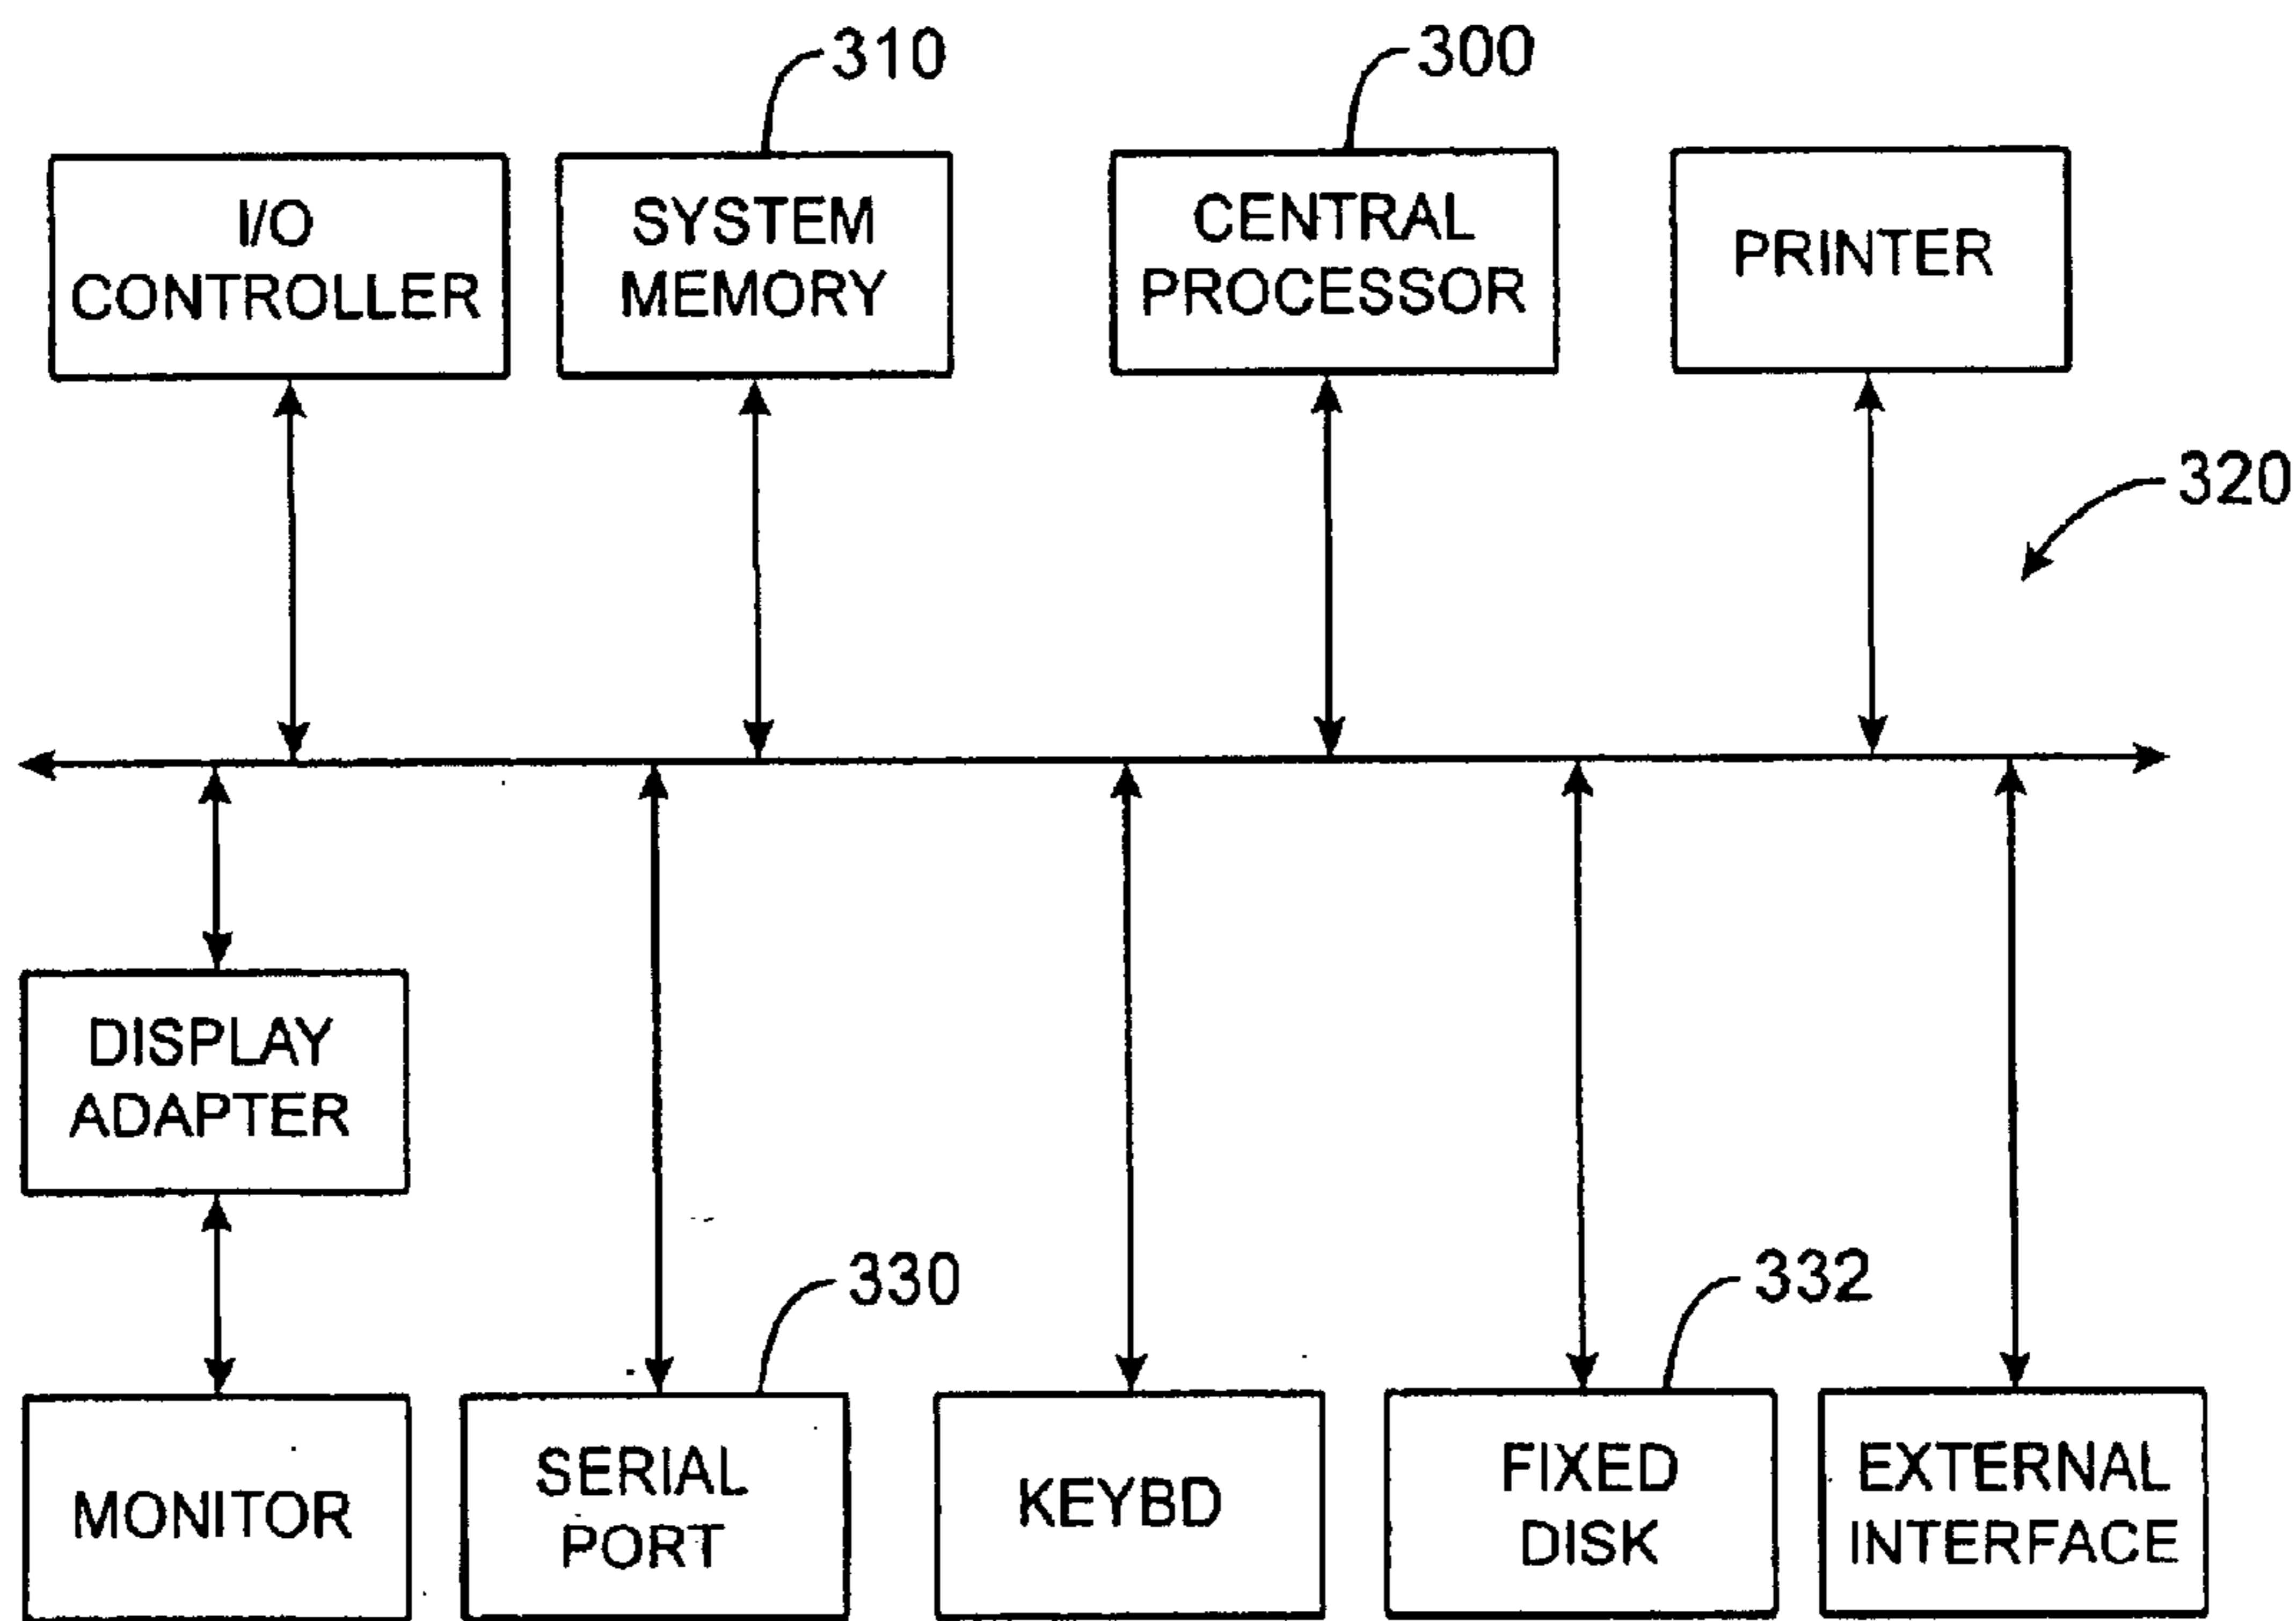 310
300
I/O
CONTROLLER
SYSTEM
MEMORY
CENTRAL
PROCESSOR
PRINTER
320
DISPLAY
ADAPTER
330
332
MONITOR
SERIAL
PORT
KEYBD
FIXED
DISK
EXTERNAL
INTERFACE